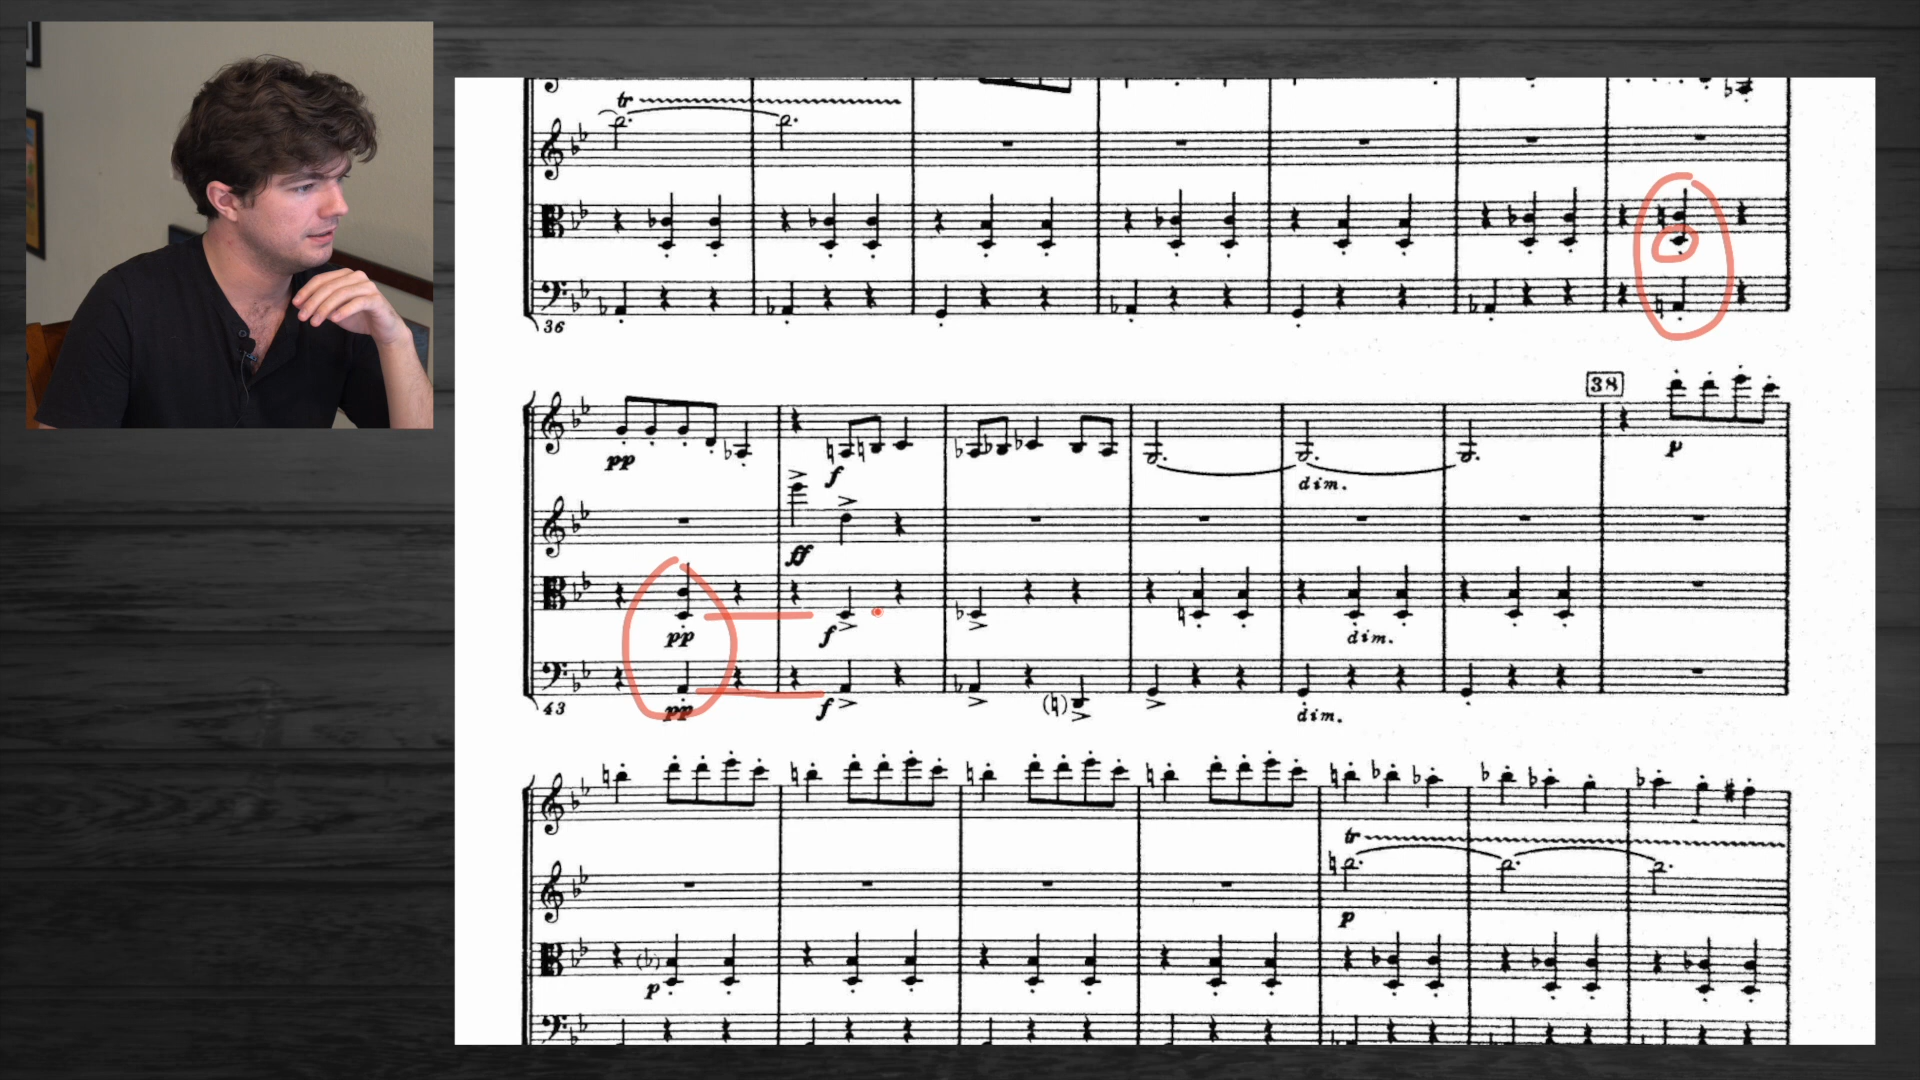 tr
36
38
pp
f
p
dim.
ff
pp
f
dim.
43
pp
f
(♮)
dim.
tr
p
(♭)
p